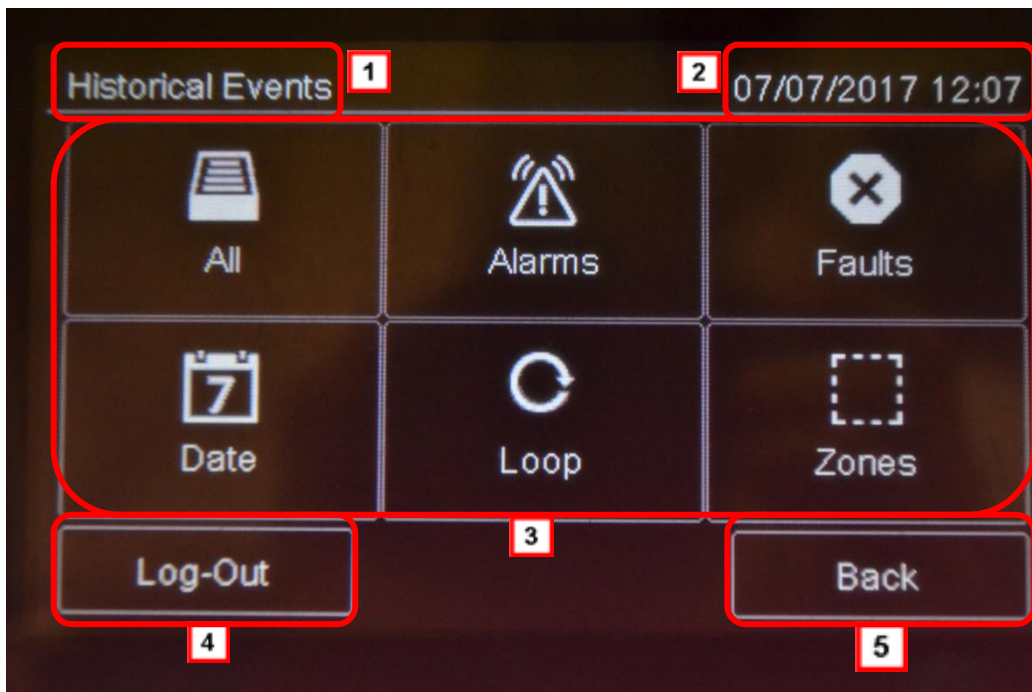 Historical Events
1
2
07/07/2017 12:07
All
Alarms
Faults
7
Date
Loop
Zones
3
Log-Out
Back
4
5